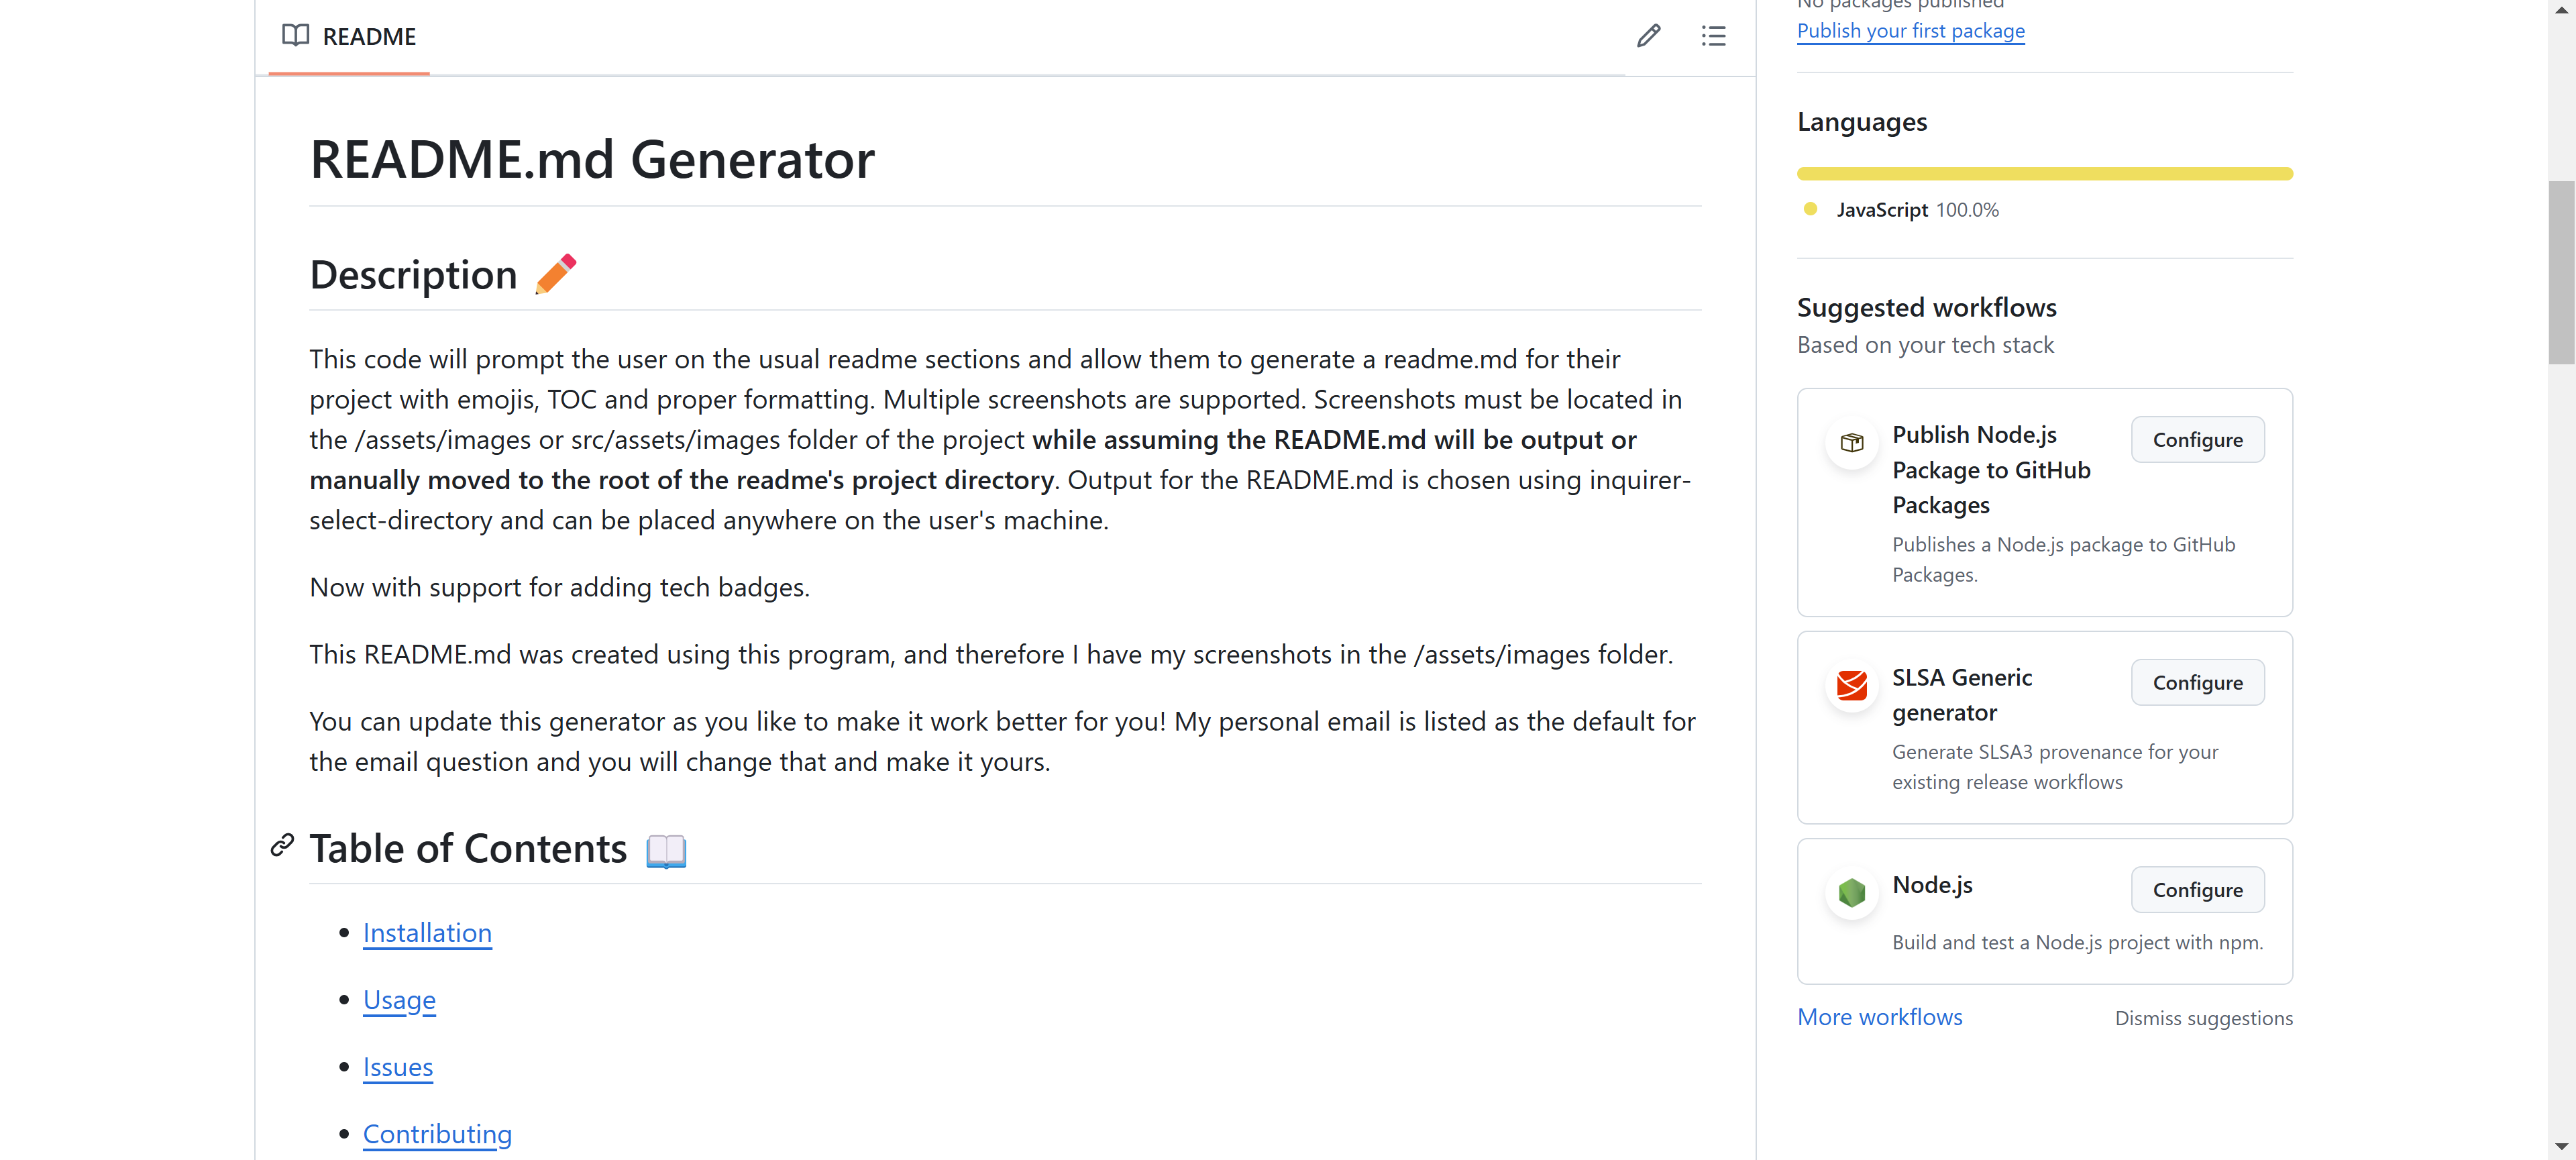 README
README.md Generator
Description
This code will prompt the user on the usual readme sections and allow them to generate a readme.md for their
project with emojis, TOC and proper formatting. Multiple screenshots are supported. Screenshots must be located in
the /assets/images or src/assets/images folder of the project while assuming the README.md will be output or
manually moved to the root of the readme's project directory. Output for the README.md is chosen using inquirer-
select-directory and can be placed anywhere on the user's machine.
Now with support for adding tech badges.
This README.md was created using this program, and therefore I have my screenshots in the /assets/images folder.
You can update this generator as you like to make it work better for you! My personal email is listed as the default for
the email question and you will change that and make it yours.
Table of Contents
Installation
Usage
Issues
Contributing
No packages published
Publish your first package
Languages
JavaScript 100.0%
Suggested workflows
Based on your tech stack
Publish Node.js
Package to GitHub
Packages
Configure
Publishes a Node.js package to GitHub
Packages.
SLSA Generic
generator
Configure
Generate SLSA3 provenance for your
existing release workflows
Node.js
Configure
Build and test a Node.js project with npm.
More workflows
Dismiss suggestions